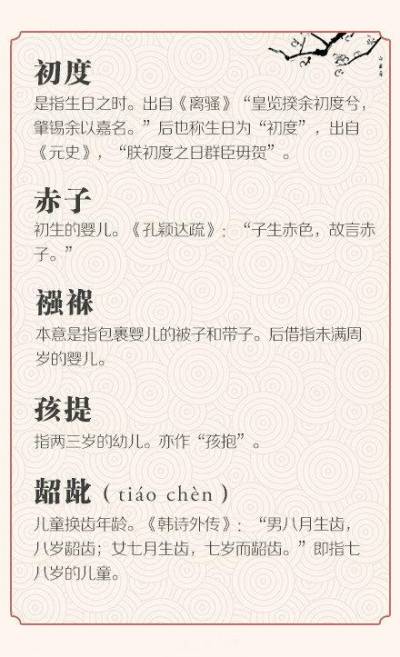 初度
是指生日之时。出自《离骚》“皇览揆余初度兮，
肇锡余以嘉名。”后也称生日为“初度”，出自
《元史》，“朕初度之日群臣毋贺”。
赤子
初生的婴儿。《孔颖达疏》：“子生赤色，故言赤
子。”
襁褓
本意是指包裹婴儿的被子和带子。后借指未满周
岁的婴儿。
孩提
指两三岁的幼儿。亦作“孩抱”。
龆龀（tiáo chèn）
儿童换齿年龄。《韩诗外传》：“男八月生齿，
八岁龆齿；女七月生齿，七岁而龆齿。”即指七
八岁的儿童。